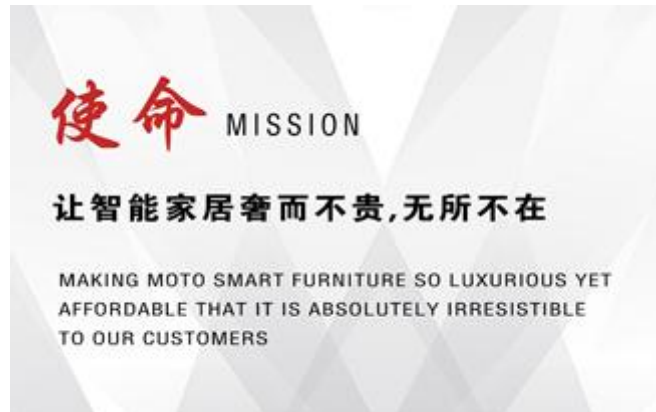 使命 MISSION
让智能家居奢而不贵,无所不在
MAKING MOTO SMART FURNITURE SO LUXURIOUS YET
AFFORDABLE THAT IT IS ABSOLUTELY IRRESISTIBLE
TO OUR CUSTOMERS